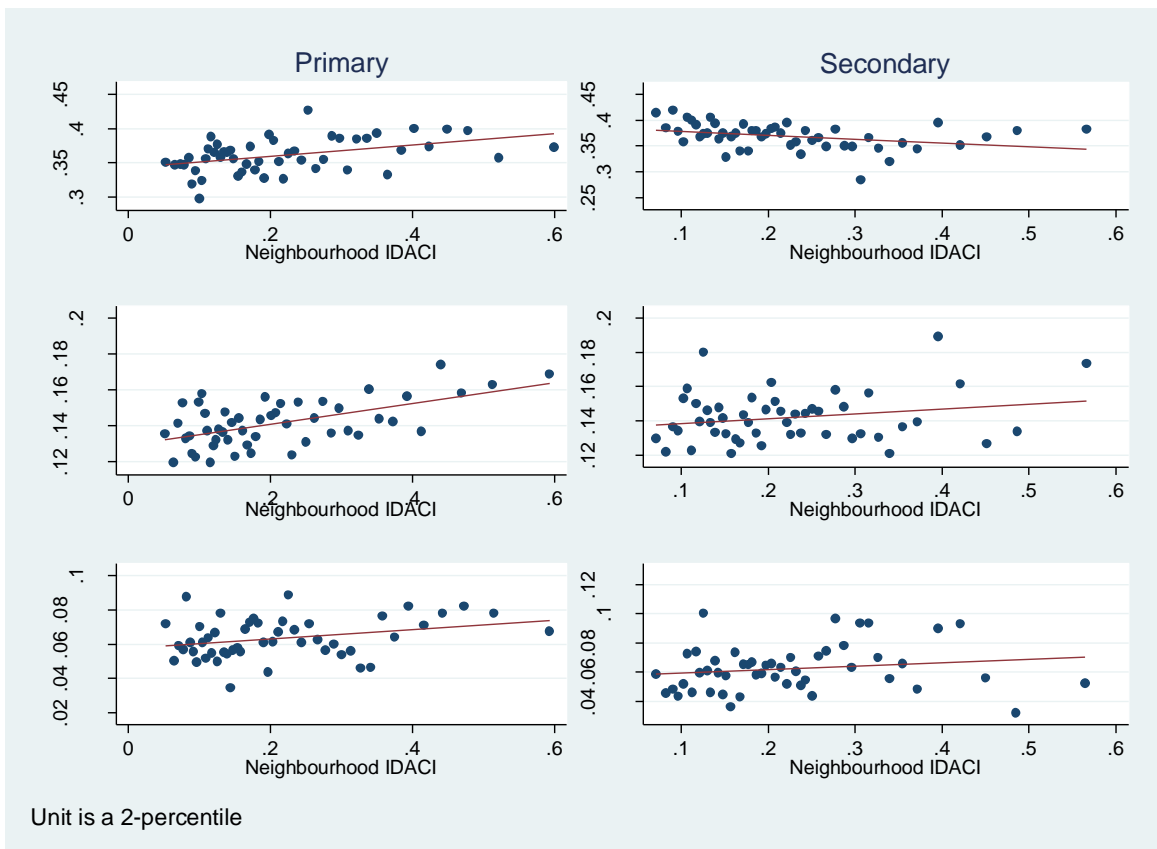 Primary
Secondary
.3 .35 .4 .45
0 .2 .4 .6
Neighbourhood IDACI
.25 .3 .35 .4 .45
.1 .2 .3 .4 .5 .6
Neighbourhood IDACI
.12 .14 .16 .18 .2
0 .2 .4 .6
Neighbourhood IDACI
.12 .14 .16 .18 .2
.1 .2 .3 .4 .5 .6
Neighbourhood IDACI
.02 .04 .06 .08 .1
0 .2 .4 .6
Neighbourhood IDACI
.04 .06 .08 .1 .12
.1 .2 .3 .4 .5 .6
Neighbourhood IDACI
Unit is a 2-percentile